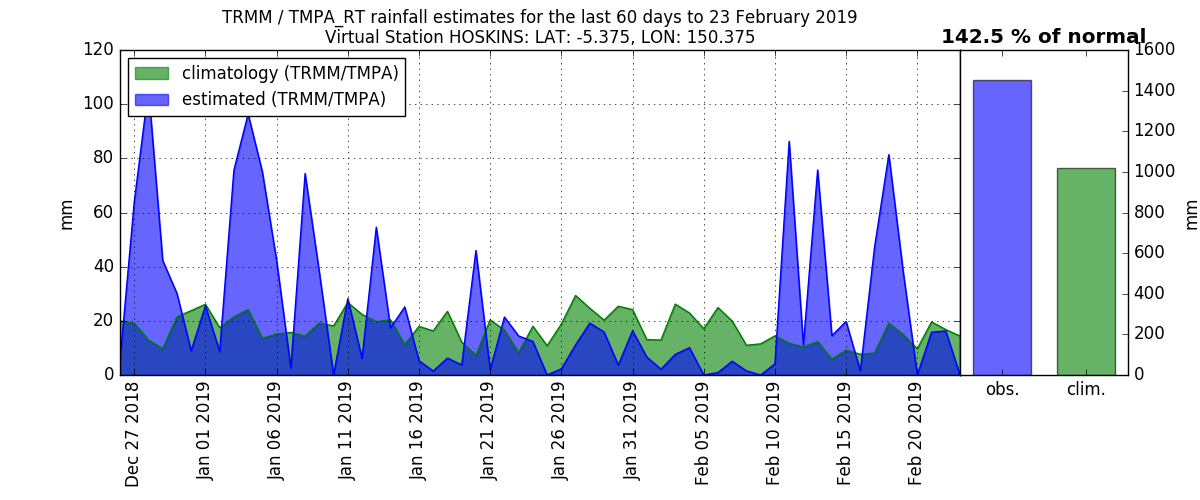 TRMM / TMPA_RT rainfall estimates for the last 60 days to 23 February 2019
Virtual Station HOSKINS: LAT: -5.375, LON: 150.375
142.5 % of normal
climatology (TRMM/TMPA)
estimated (TRMM/TMPA)
mm
120
100
80
60
40
20
0
Dec 27 2018
Jan 01 2019
Jan 06 2019
Jan 11 2019
Jan 16 2019
Jan 21 2019
Jan 26 2019
Jan 31 2019
Feb 05 2019
Feb 10 2019
Feb 15 2019
Feb 20 2019
obs.
clim.
1600
1400
1200
1000
800
600
400
200
0
mm